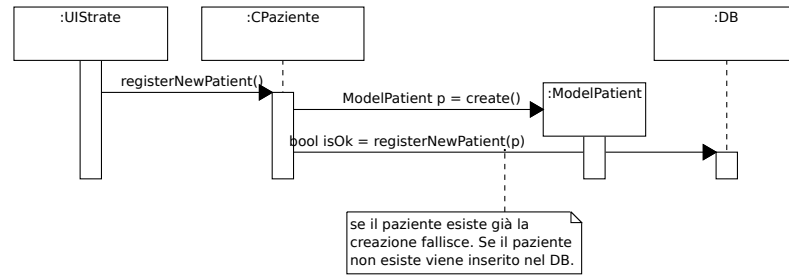 :UIStrate
:CPaziente
:DB
registerNewPatient()
ModelPatient p = create()
:ModelPatient
bool isOk = registerNewPatient(p)
se il paziente esiste già la
creazione fallisce. Se il paziente
non esiste viene inserito nel DB.